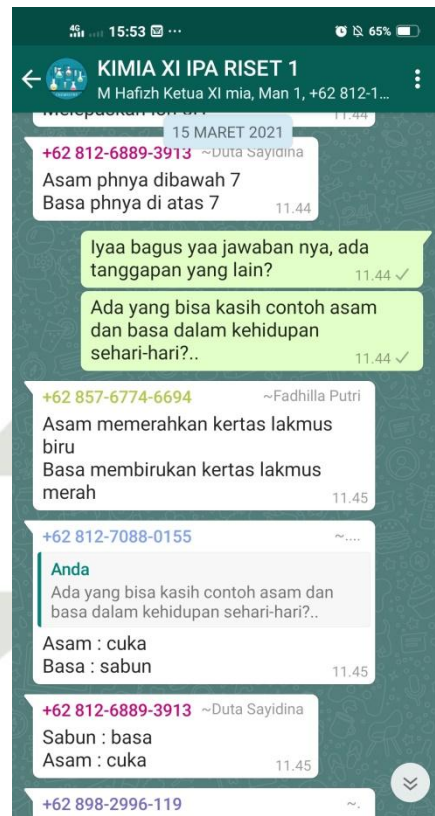 4G 15:53 ... 65%
KIMIA XI IPA RISET 1
M Hafizh Ketua XI mia, Man 1, +62 812-1...
11.44
15 MARET 2021
+62 812-6889-3913 ~Duta Sayidina
Asam phnya dibawah 7
Basa phnya di atas 7
11.44
Iyaa bagus yaa jawaban nya, ada
tanggapan yang lain?
11.44
Ada yang bisa kasih contoh asam
dan basa dalam kehidupan
sehari-hari?..
11.44
+62 857-6774-6694 ~Fadhilla Putri
Asam memerahkan kertas lakmus
biru
Basa membirukan kertas lakmus
merah
11.45
+62 812-7088-0155 ~....
Anda
Ada yang bisa kasih contoh asam dan
basa dalam kehidupan sehari-hari?..
Asam : cuka
Basa : sabun
11.45
+62 812-6889-3913 ~Duta Sayidina
Sabun : basa
Asam : cuka
11.45
+62 898-2996-119 ~.